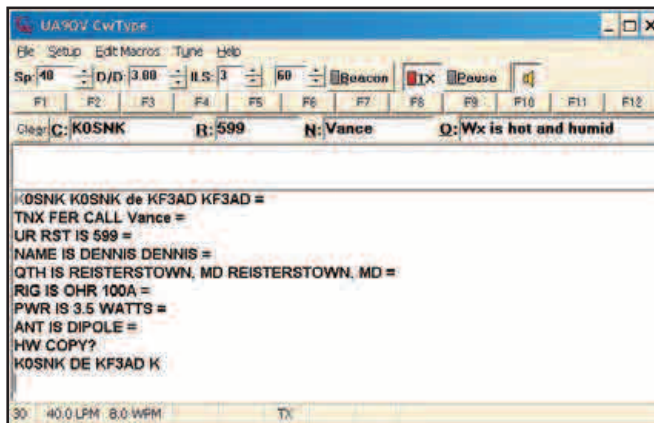 UA9OV CwType
File Setup Edit Macros Tune Help
Sp: 40 D/D: 3.00 ILS: 3 60 Beacon TX Pause
F1 F2 F3 F4 F5 F6 F7 F8 F9 F10 F11 F12
Clear C: K0SNK R: 599 N: Vance O: Wx is hot and humid
K0SNK K0SNK de KF3AD KF3AD =
TNX FER CALL Vance =
UR RST IS 599 =
NAME IS DENNIS DENNIS =
QTH IS REISTERSTOWN, MD REISTERSTOWN, MD =
RIG IS OHR 100A =
PWR IS 3.5 WATTS =
ANT IS DIPOLE =
HW COPY?
K0SNK DE KF3AD K
30 40.0 LPM 8.0 WPM TX